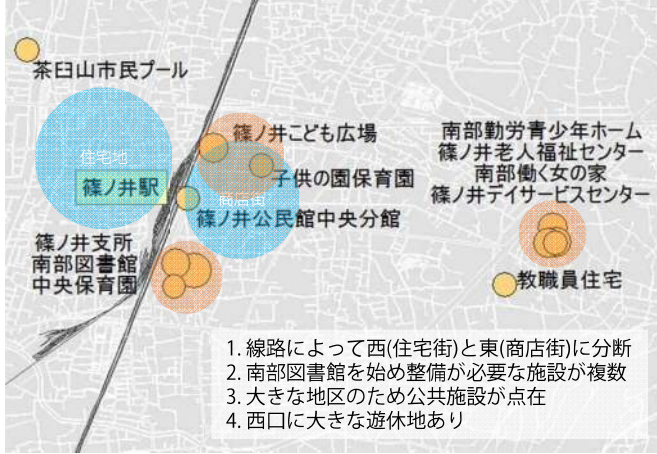 茶臼山市民プール
住宅地
篠ノ井駅
篠ノ井こども広場
子供の園保育園
商店街
篠ノ井公民館中央分館
南部勤労青少年ホーム
篠ノ井老人福祉センター
南部働く女の家
篠ノ井デイサービスセンター
教職員住宅
篠ノ井支所
南部図書館
中央保育園
1. 線路によって西(住宅街)と東(商店街)に分断
2. 南部図書館を始め整備が必要な施設が複数
3. 大きな地区のため公共施設が点在
4. 西口に大きな遊休地あり